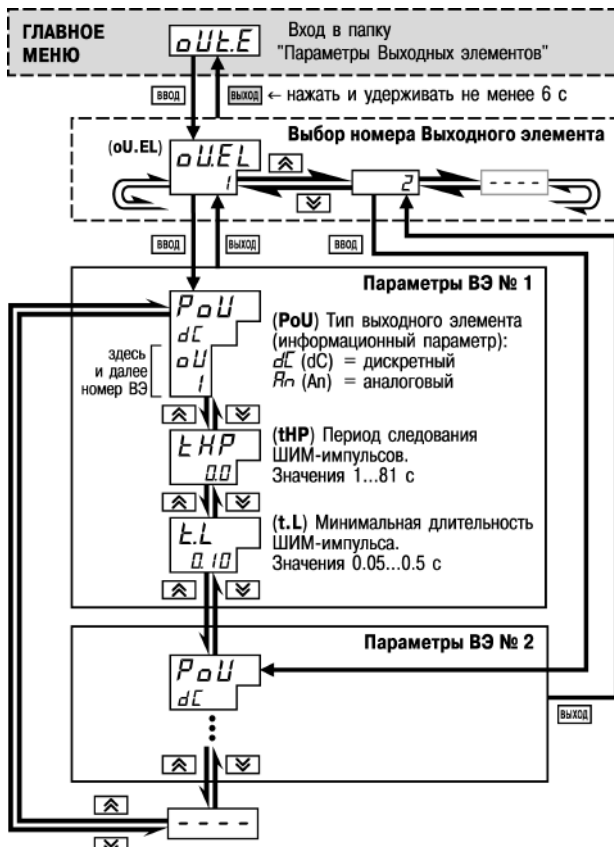 ГЛАВНОЕ МЕНЮ
oUt.E
Вход в папку
"Параметры Выходных элементов"
ВВОД
ВЫХОД
← нажать и удерживать не менее 6 с
Выбор номера Выходного элемента
(oU.EL)
oU.EL
1
2
- - - -
ВВОД
ВЫХОД
ВВОД
Параметры ВЭ № 1
PoU
dC
oU
1
здесь
и далее
номер ВЭ
(PoU) Тип выходного элемента
(информационный параметр):
dC (dC) = дискретный
An (An) = аналоговый
tHP
0.0
(tHP) Период следования
ШИМ-импульсов.
Значения 1...81 с
t.L
0.10
(t.L) Минимальная длительность
ШИМ-импульса.
Значения 0.05...0.5 с
Параметры ВЭ № 2
PoU
dC
ВЫХОД
- - - -